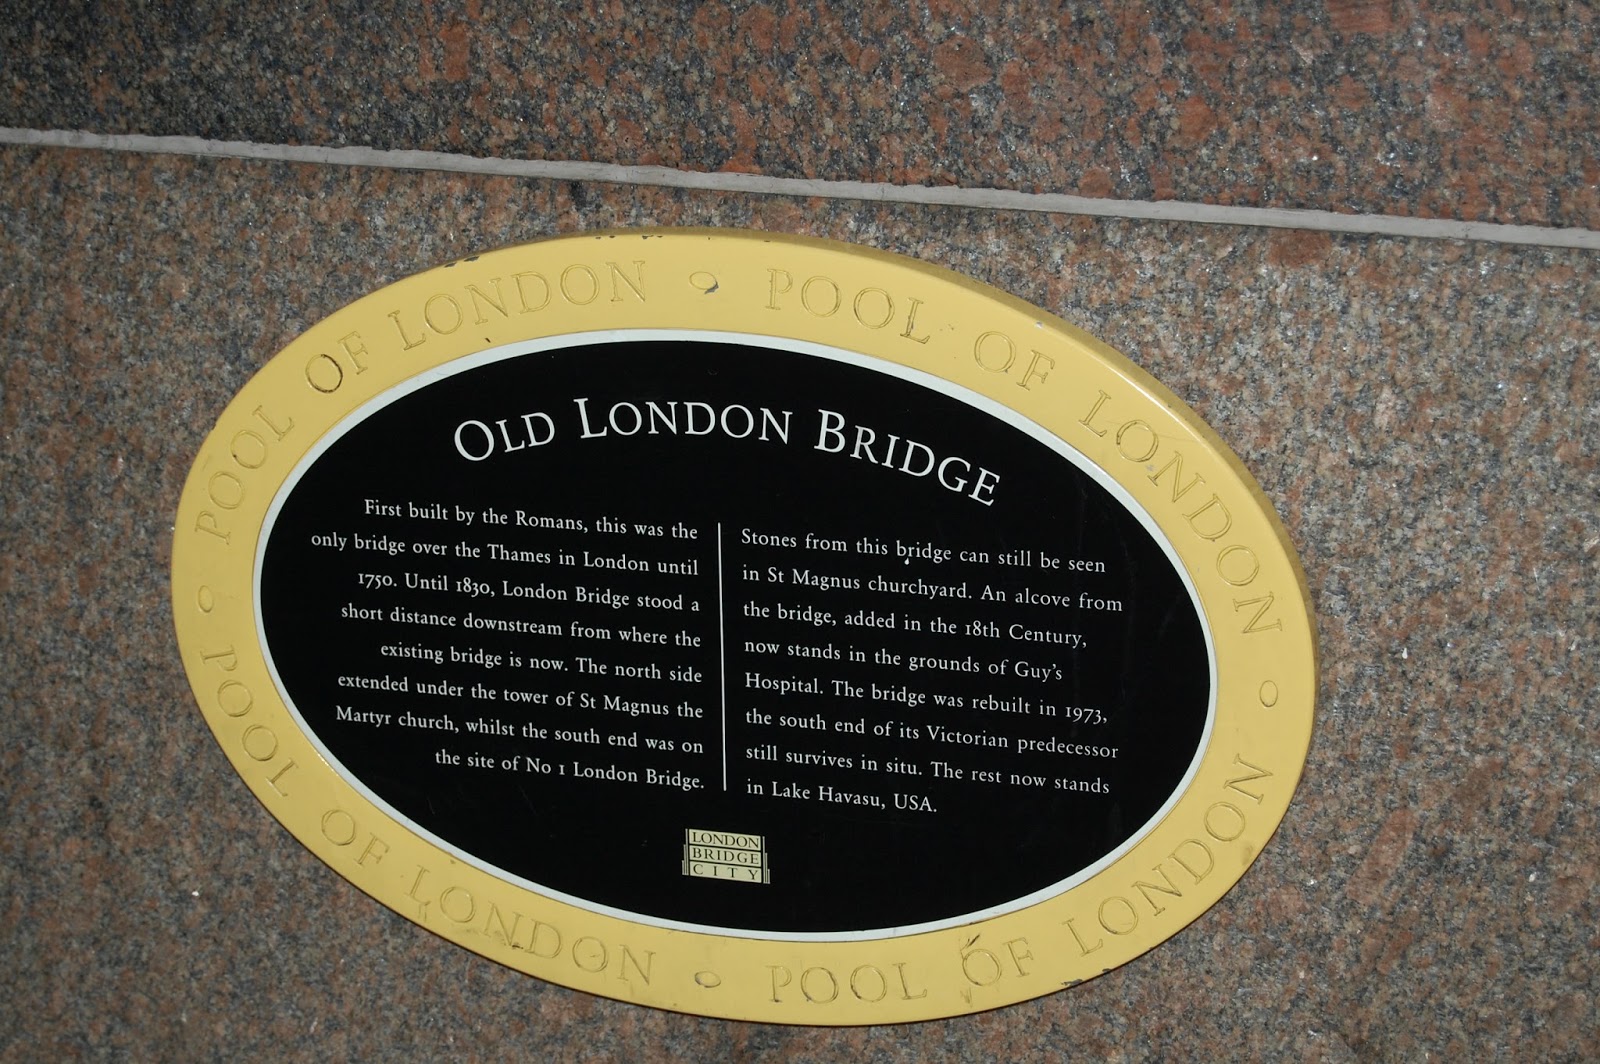 POOL OF LONDON • POOL OF LONDON • POOL OF LONDON • POOL OF LONDON •
OLD LONDON BRIDGE
First built by the Romans, this was the
only bridge over the Thames in London until
1750. Until 1830, London Bridge stood a
short distance downstream from where the
existing bridge is now. The north side
extended under the tower of St Magnus the
Martyr church, whilst the south end was on
the site of No 1 London Bridge.
Stones from this bridge can still be seen
in St Magnus churchyard. An alcove from
the bridge, added in the 18th Century,
now stands in the grounds of Guy's
Hospital. The bridge was rebuilt in 1973,
the south end of its Victorian predecessor
still survives in situ. The rest now stands
in Lake Havasu, USA.
LONDON
BRIDGE
CITY